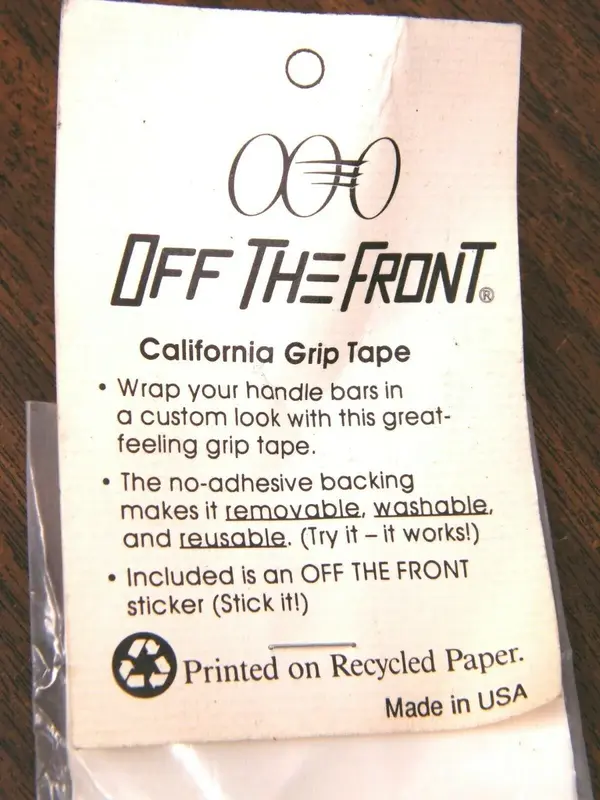 OFF THE FRONT®
California Grip Tape
• Wrap your handle bars in
a custom look with this great-
feeling grip tape.
• The no-adhesive backing
makes it removable, washable,
and reusable. (Try it – it works!)
• Included is an OFF THE FRONT
sticker (Stick it!)
Printed on Recycled Paper.
Made in USA